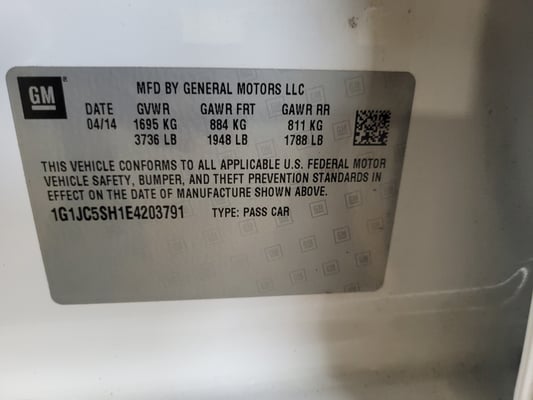 GM
MFD BY GENERAL MOTORS LLC
DATE GVWR GAWR FRT GAWR RR
04/14 1695 KG 884 KG 811 KG
3736 LB 1948 LB 1788 LB
THIS VEHICLE CONFORMS TO ALL APPLICABLE U.S. FEDERAL MOTOR
VEHICLE SAFETY, BUMPER, AND THEFT PREVENTION STANDARDS IN
EFFECT ON THE DATE OF MANUFACTURE SHOWN ABOVE.
1G1JC5SH1E4203791 TYPE: PASS CAR